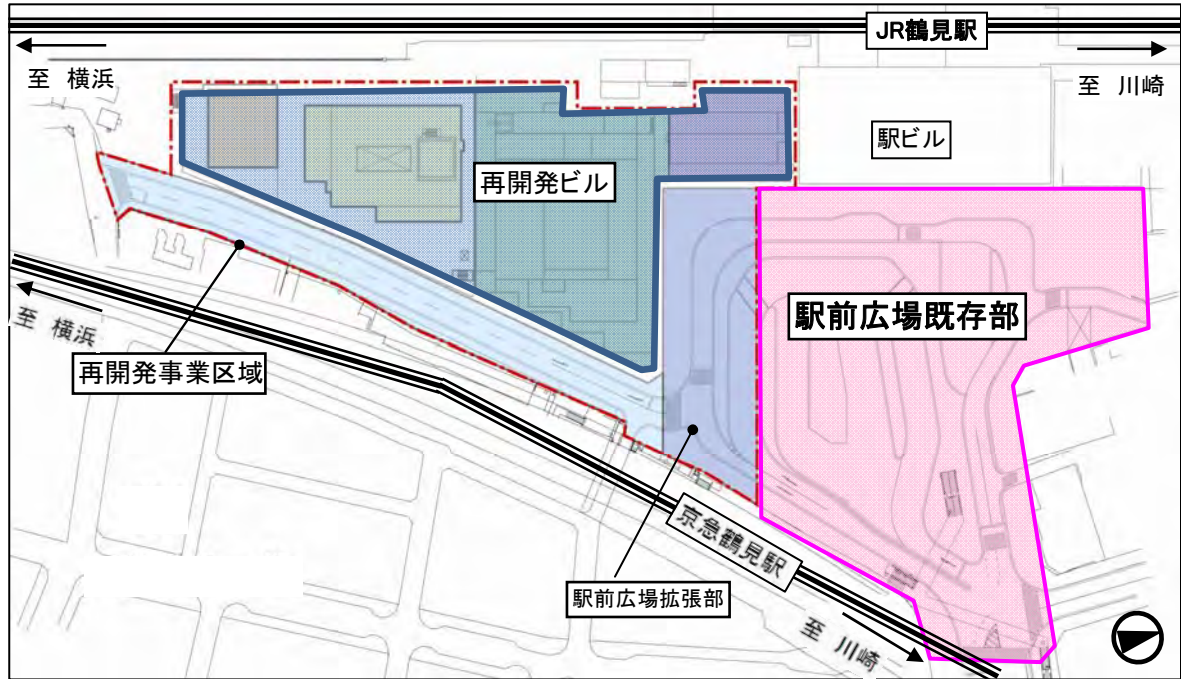 JR鶴見駅
至 横浜
至 川崎
駅ビル
再開発ビル
駅前広場既存部
至 横浜
再開発事業区域
京急鶴見駅
駅前広場拡張部
至 川崎